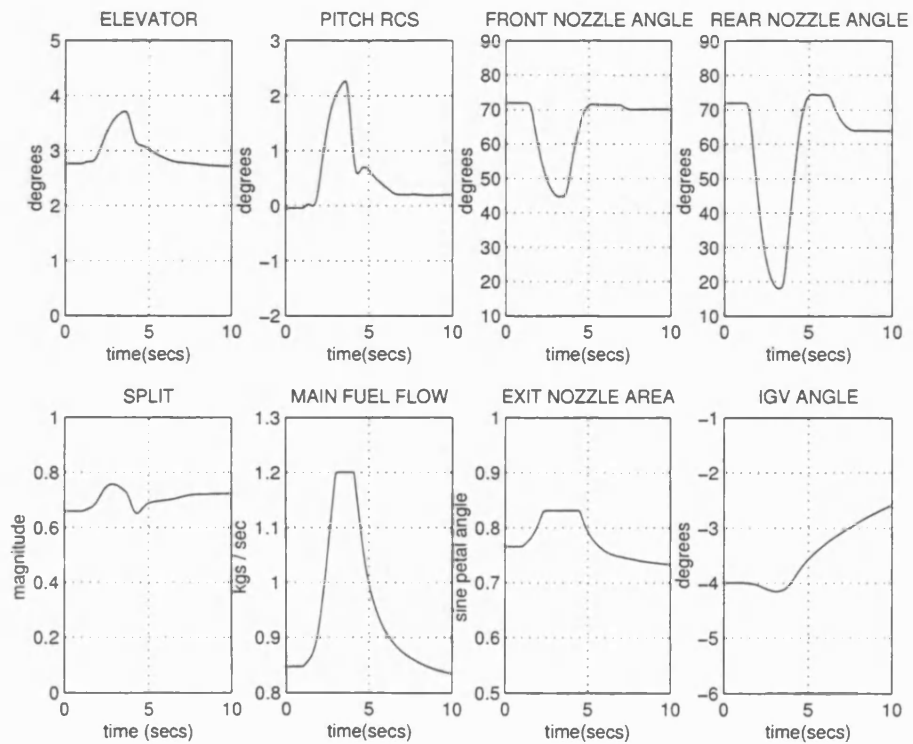 ELEVATOR
5
4
3
2
1
0
degrees
0 5 10
time(secs)
PITCH RCS
3
2
1
0
−1
−2
degrees
0 5 10
time(secs)
FRONT NOZZLE ANGLE
90
80
70
60
50
40
30
20
10
degrees
0 5 10
time(secs)
REAR NOZZLE ANGLE
90
80
70
60
50
40
30
20
10
degrees
0 5 10
time(secs)
SPLIT
1
0.8
0.6
0.4
0.2
0
magnitude
0 5 10
time (secs)
MAIN FUEL FLOW
1.3
1.2
1.1
1
0.9
0.8
kgs / sec
0 5 10
time(secs)
EXIT NOZZLE AREA
1
0.9
0.8
0.7
0.6
0.5
sine petal angle
0 5 10
time(secs)
IGV ANGLE
−1
−2
−3
−4
−5
−6
degrees
0 5 10
time(secs)